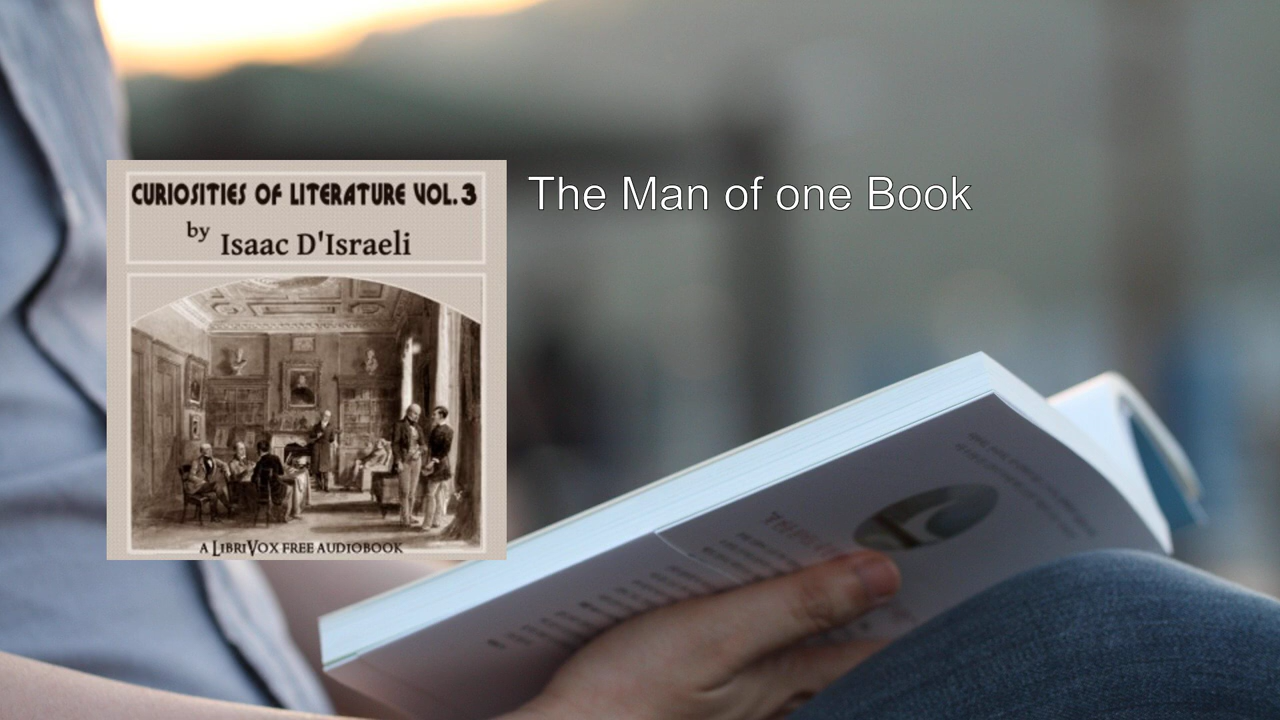 CURIOSITIES OF LITERATURE VOL. 3
by Isaac D'Israeli
A LIBRIVOX FREE AUDIOBOOK
The Man of one Book